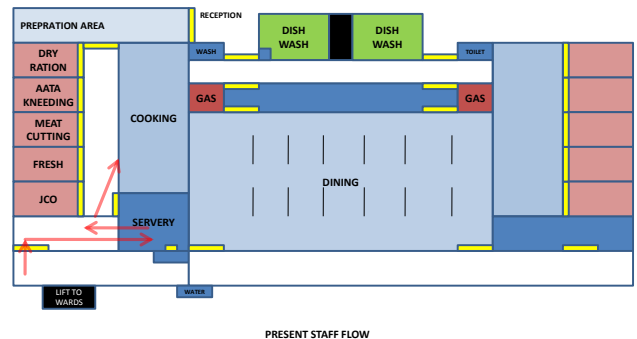 RECEPTION
PREPRATION AREA
DISH
WASH
DISH
WASH
DRY
RATION
WASH
TOILET
AATA
KNEEDING
GAS
GAS
COOKING
MEAT
CUTTING
FRESH
DINING
JCO
SERVERY
LIFT TO
WARDS
WATER
PRESENT STAFF FLOW